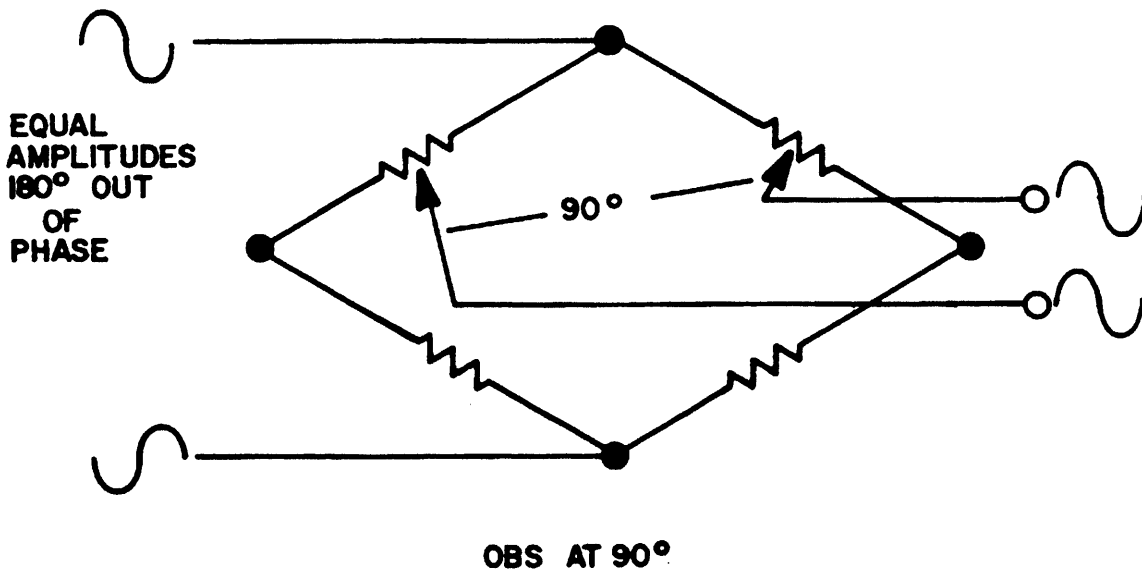 EQUAL
AMPLITUDES
180° OUT
OF
PHASE
90°
OBS AT 90°